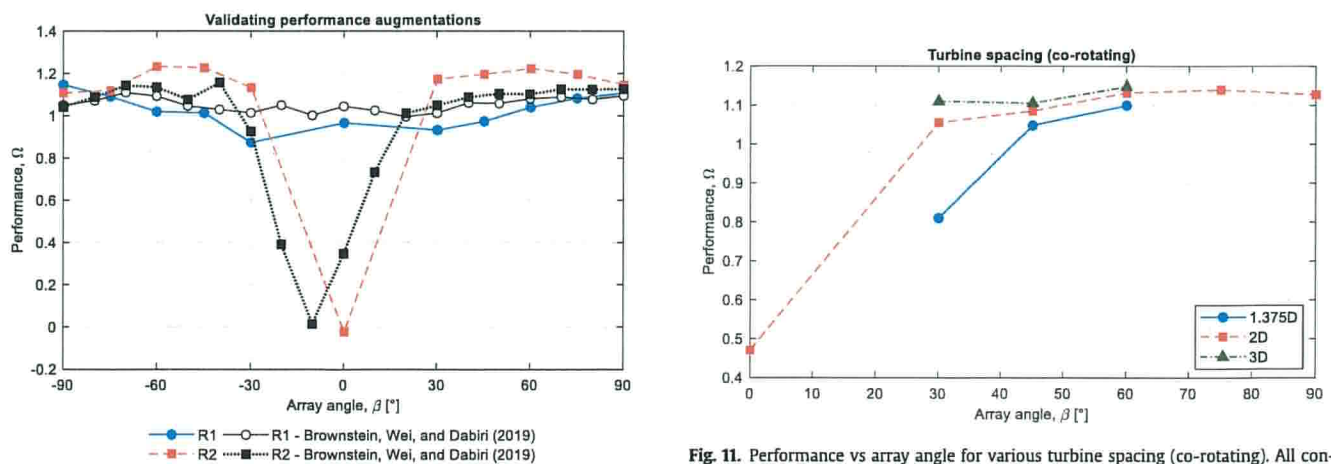 Validating performance augmentations
1.4
1.2
1
0.8
0.6
0.4
0.2
0
-0.2
Performance, Ω
-90 -60 -30 0 30 60 90
Array angle, β [°]
R1 R1 - Brownstein, Wei, and Dabiri (2019)
R2 R2 - Brownstein, Wei, and Dabiri (2019)
Turbine spacing (co-rotating)
1.2
1.1
1
0.9
0.8
0.7
0.6
0.5
0.4
Performance, Ω
1.375D
2D
3D
0 10 20 30 40 50 60 70 80 90
Array angle, β [°]
Fig. 11. Performance vs array angle for various turbine spacing (co-rotating). All con-